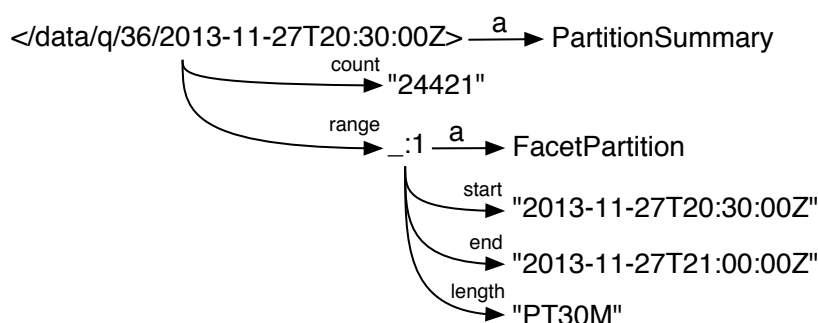 </data/q/36/2013-11-27T20:30:00Z> a PartitionSummary
count "24421"
range _:1 a FacetPartition
start "2013-11-27T20:30:00Z"
end "2013-11-27T21:00:00Z"
length "PT30M"